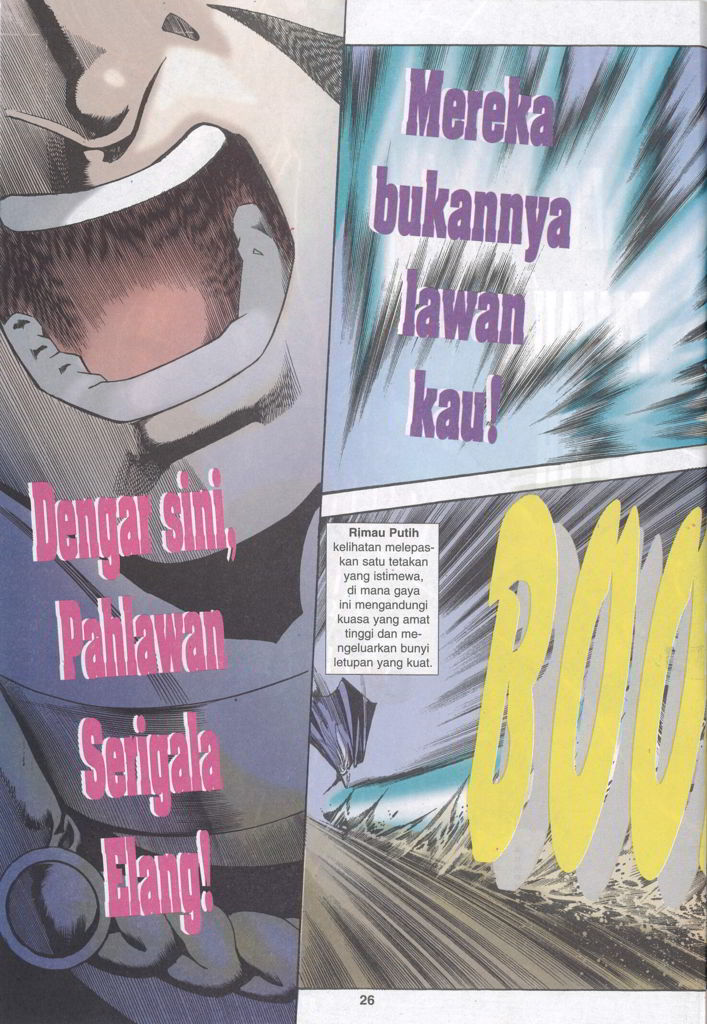 Dengar sini,
Pahlawan
Serigala
Elang!
Mereka
bukannya
lawan
kau!
Rimau Putih
kelihatan melepas-
kan satu tetakan
yang istimewa,
di mana gaya
ini mengandungi
kuasa yang amat
tinggi dan me-
ngeluarkan bunyi
letupan yang kuat.
BOO
26